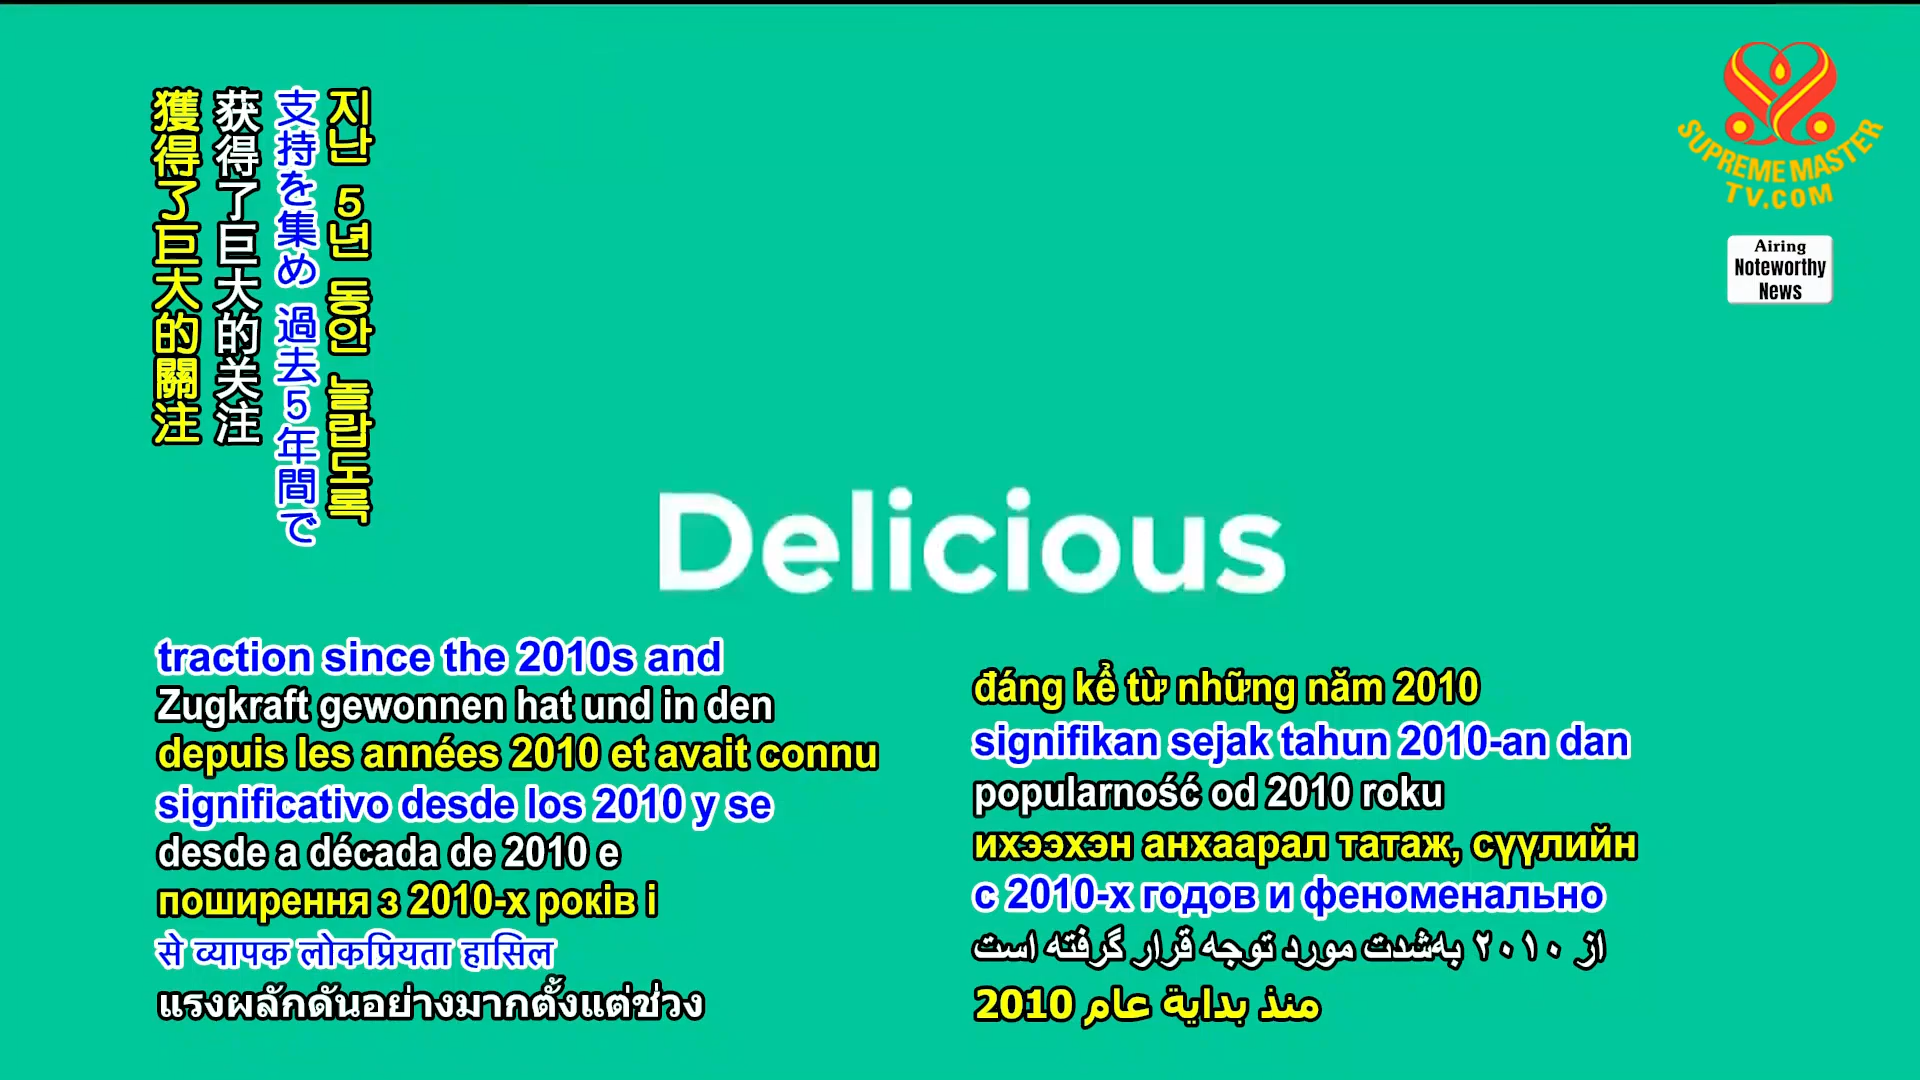 獲得了巨大的關注
获得了巨大的关注
支持を集め 過去5年間で
지난 5년 동안 놀랍도록
SUPREME MASTER
TV.COM
Airing
Noteworthy
News
Delicious
traction since the 2010s and
Zugkraft gewonnen hat und in den
depuis les années 2010 et avait connu
significativo desde los 2010 y se
desde a década de 2010 e
поширення з 2010-х років і
से व्यापक लोकप्रियता हासिल
แรงผลักดันอย่างมากตั้งแต่ช่วง
đáng kể từ những năm 2010
signifikan sejak tahun 2010-an dan
popularność od 2010 roku
ихээхэн анхаарал татаж, сүүлийн
с 2010-х годов и феноменально
از ۲۰۱۰ به‌شدت مورد توجه قرار گرفته است
منذ بداية عام 2010